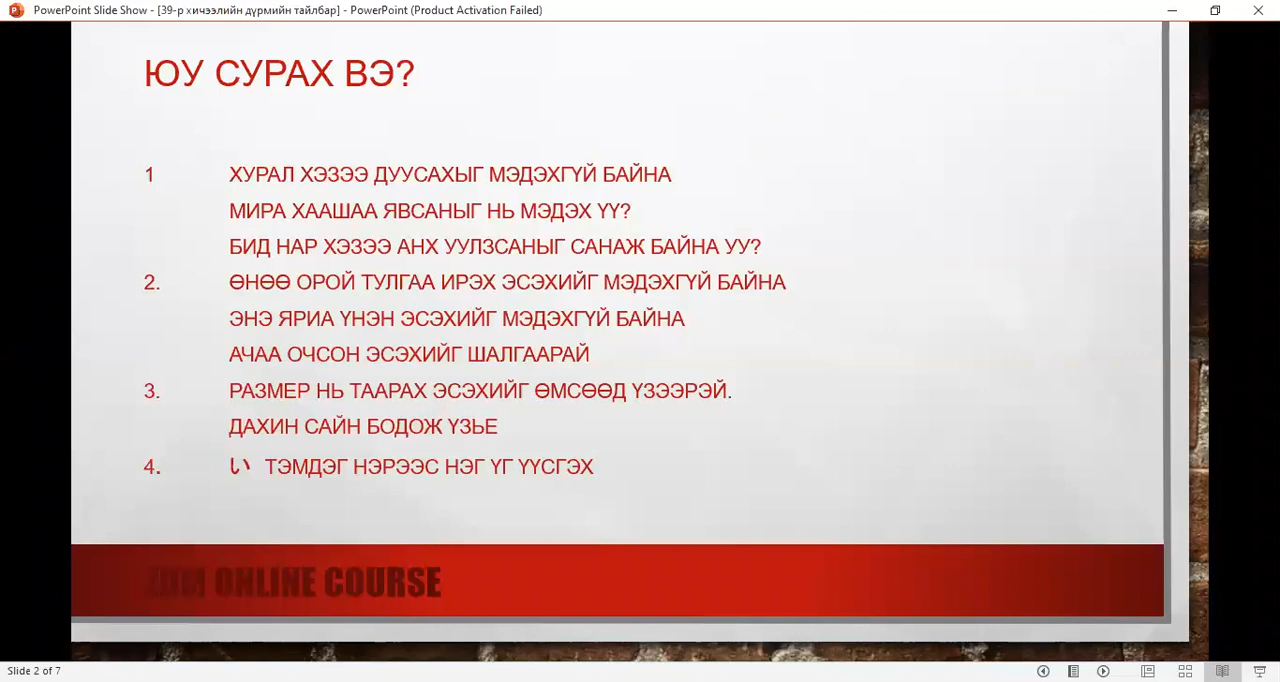 PowerPoint Slide Show - [39-р хичээлийн дүрмийн тайлбар] - PowerPoint (Product Activation Failed)
ЮУ СУРАХ ВЭ?
1 ХУРАЛ ХЭЗЭЭ ДУУСАХЫГ МЭДЭХГҮЙ БАЙНА
МИРА ХААШАА ЯВСАНЫГ НЬ МЭДЭХ ҮҮ?
БИД НАР ХЭЗЭЭ АНХ УУЛЗСАНЫГ САНАЖ БАЙНА УУ?
2. ӨНӨӨ ОРОЙ ТУЛГАА ИРЭХ ЭСЭХИЙГ МЭДЭХГҮЙ БАЙНА
ЭНЭ ЯРИА ҮНЭН ЭСЭХИЙГ МЭДЭХГҮЙ БАЙНА
АЧАА ОЧСОН ЭСЭХИЙГ ШАЛГААРАЙ
3. РАЗМЕР НЬ ТААРАХ ЭСЭХИЙГ ӨМСӨӨД ҮЗЭЭРЭЙ.
ДАХИН САЙН БОДОЖ ҮЗЬЕ
4. い ТЭМДЭГ НЭРЭЭС НЭГ ҮГ ҮҮСГЭХ
ONLINE COURSE
Slide 2 of 7